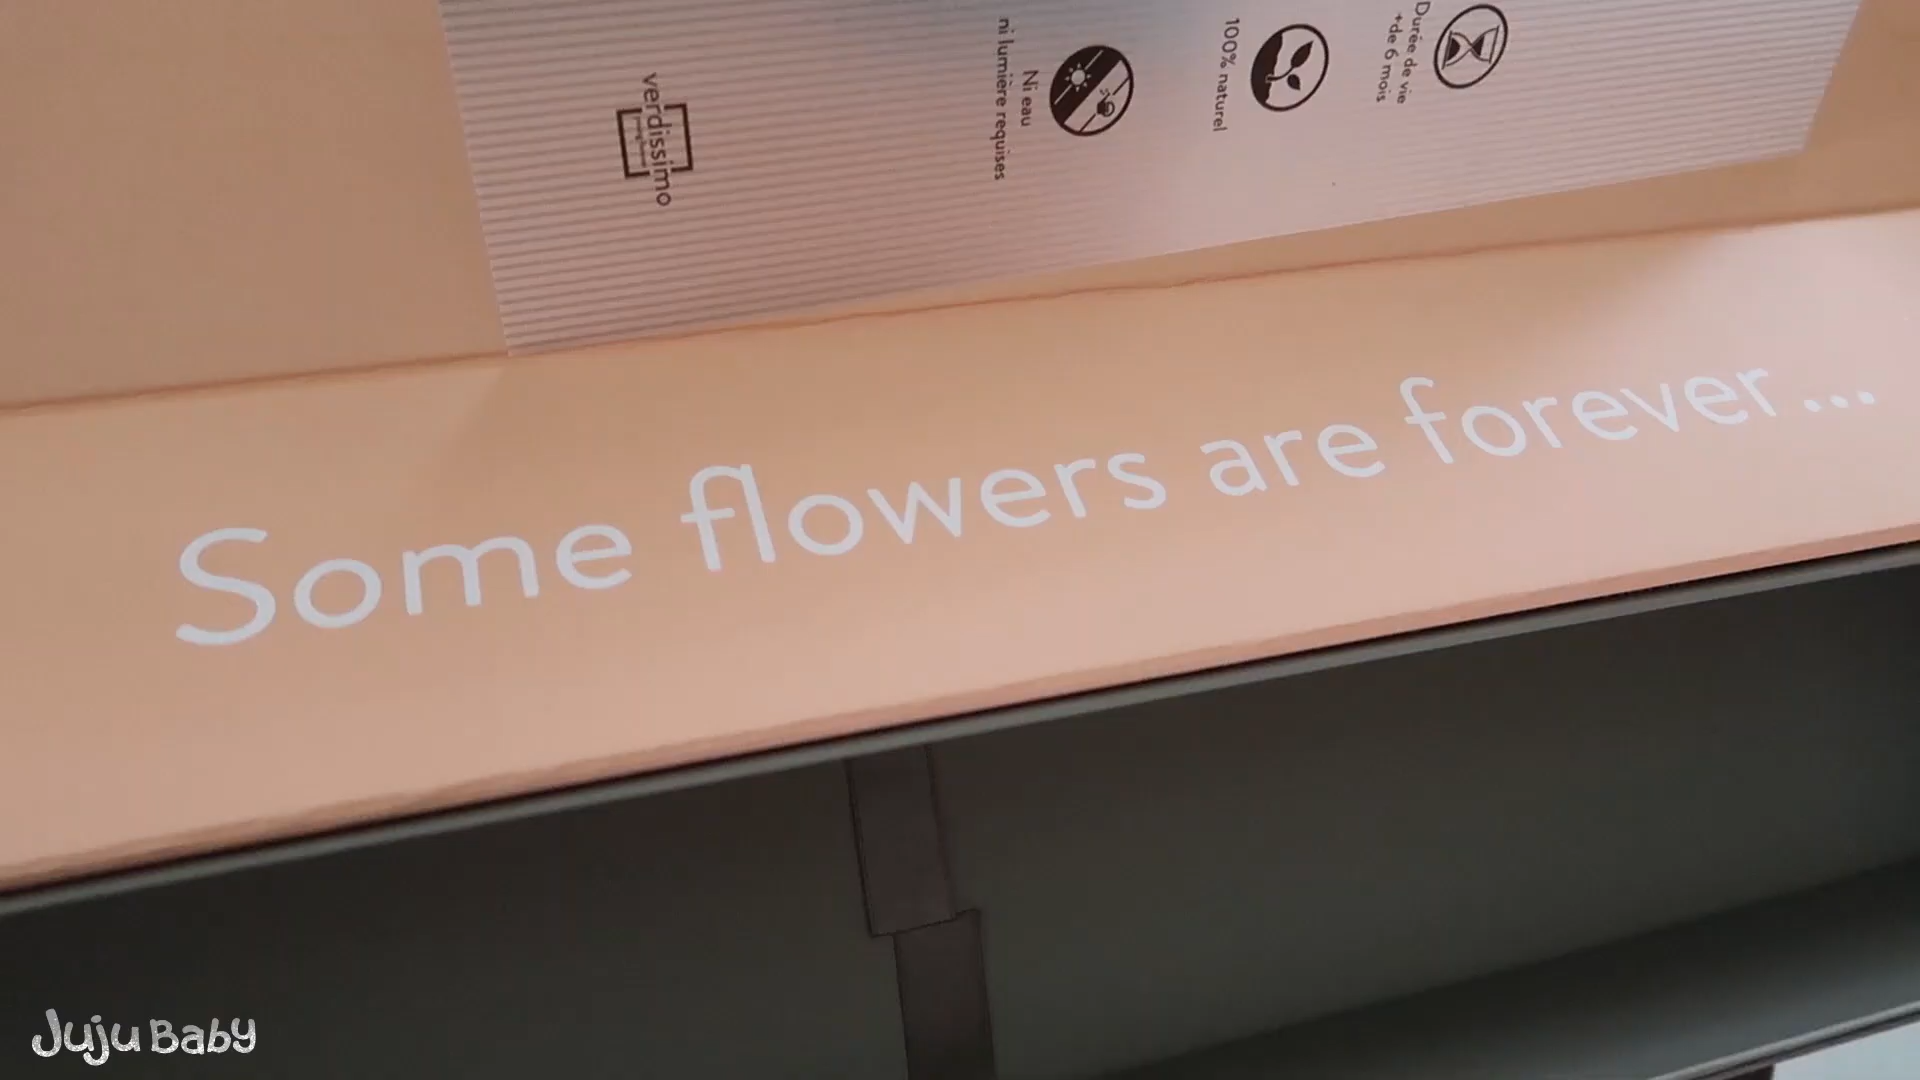 verdissimo
Ni eau
ni lumière requises
100% naturel
Durée de vie
+de 6 mois
Some flowers are forever...
Juju Baby